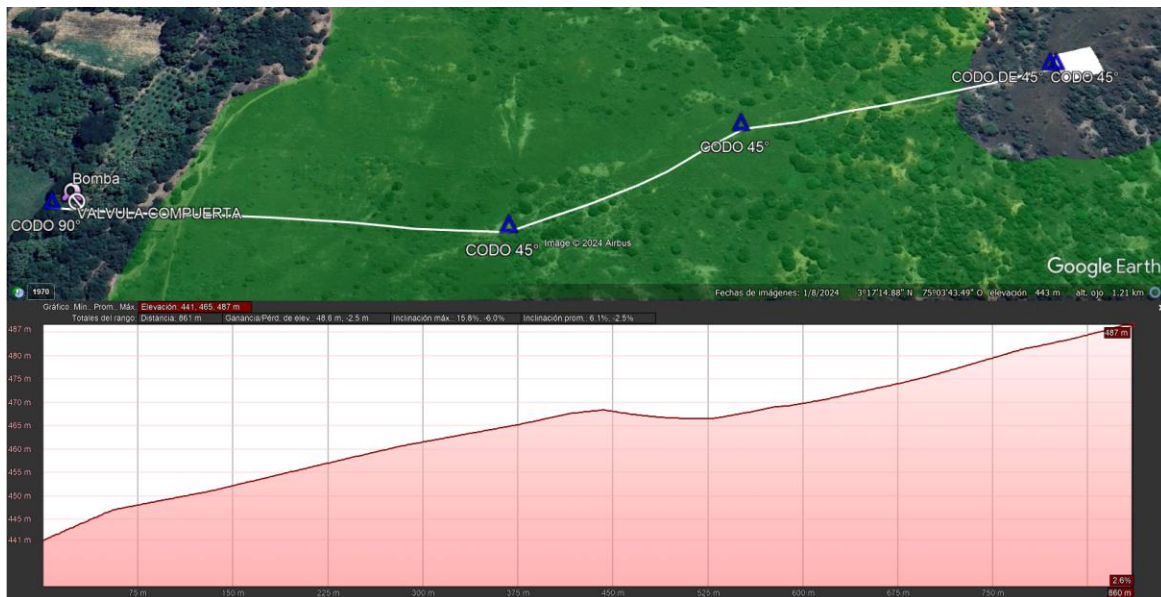 CODO DE 45° CODO 45°
CODO 45°
Bomba
VALVULA COMPUERTA
CODO 90°
CODO 45°
Image © 2024 Airbus
Google Earth
1970
Fechas de imágenes: 1/8/2024 3°17'14.88" N 75°03'43.49" O elevación 443 m alt. ojo 1.21 km
Gráfico: Mín., Prom., Máx. Elevación: 441, 465, 487 m
Totales del rango: Distancia: 861 m Ganancia/Pérd. de elev.: 48.6 m, -2.5 m Inclinación máx.: 15.8%, -6.0% Inclinación prom.: 6.1%, -2.5%
487 m
487 m
480 m
475 m
470 m
465 m
460 m
455 m
450 m
445 m
441 m
2.6%
75 m 150 m 225 m 300 m 375 m 450 m 525 m 600 m 675 m 750 m 860 m